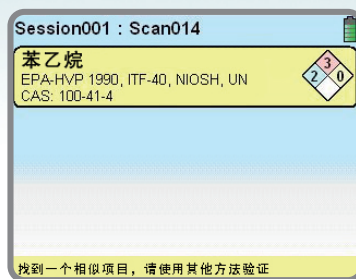 Session001 : Scan014
苯乙烷
EPA-HVP 1990, ITF-40, NIOSH, UN
CAS: 100-41-4
3
2 0
找到一个相似项目，请使用其他方法验证